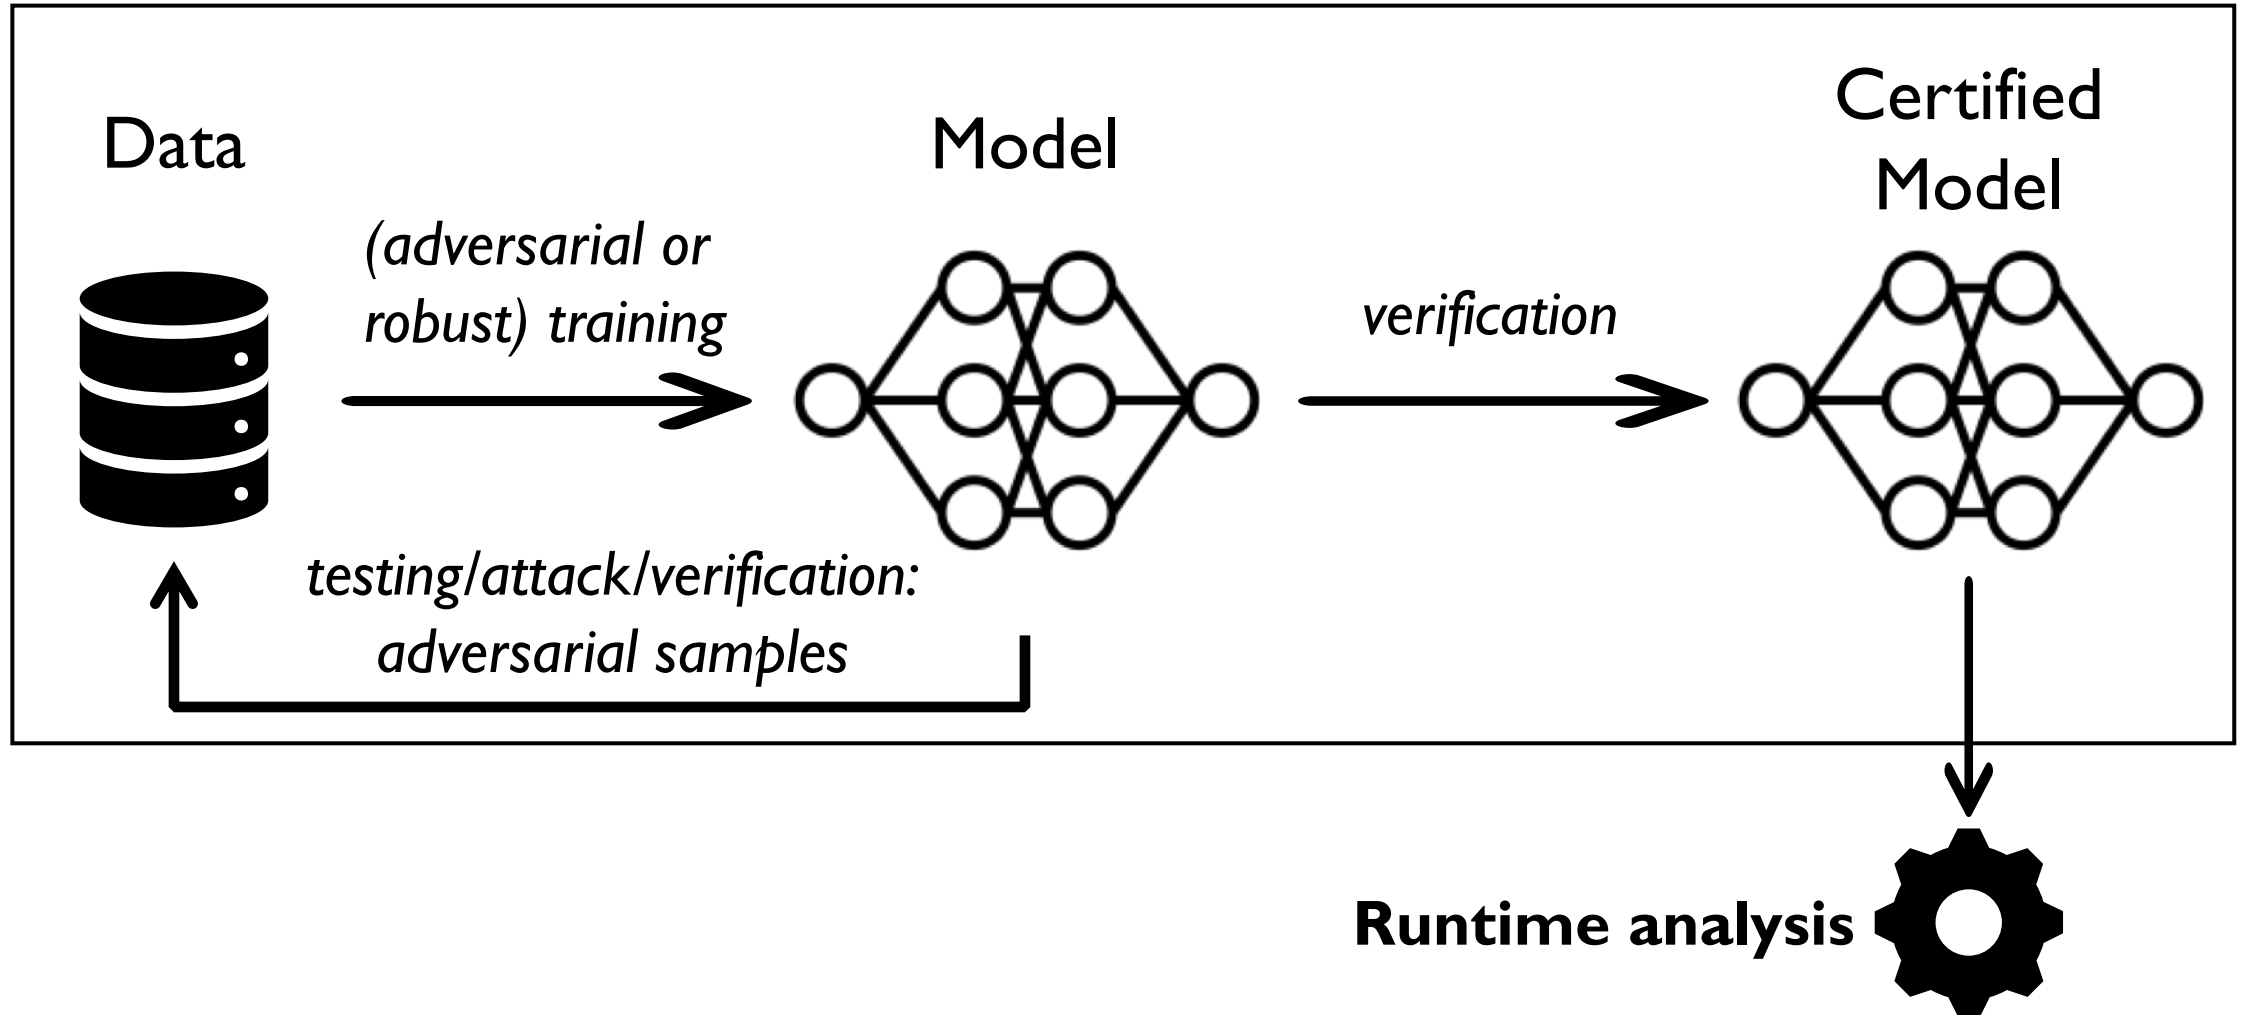 Data
(adversarial or
robust) training
Model
verification
Certified
Model
testing/attack/verification:
adversarial samples
Runtime analysis